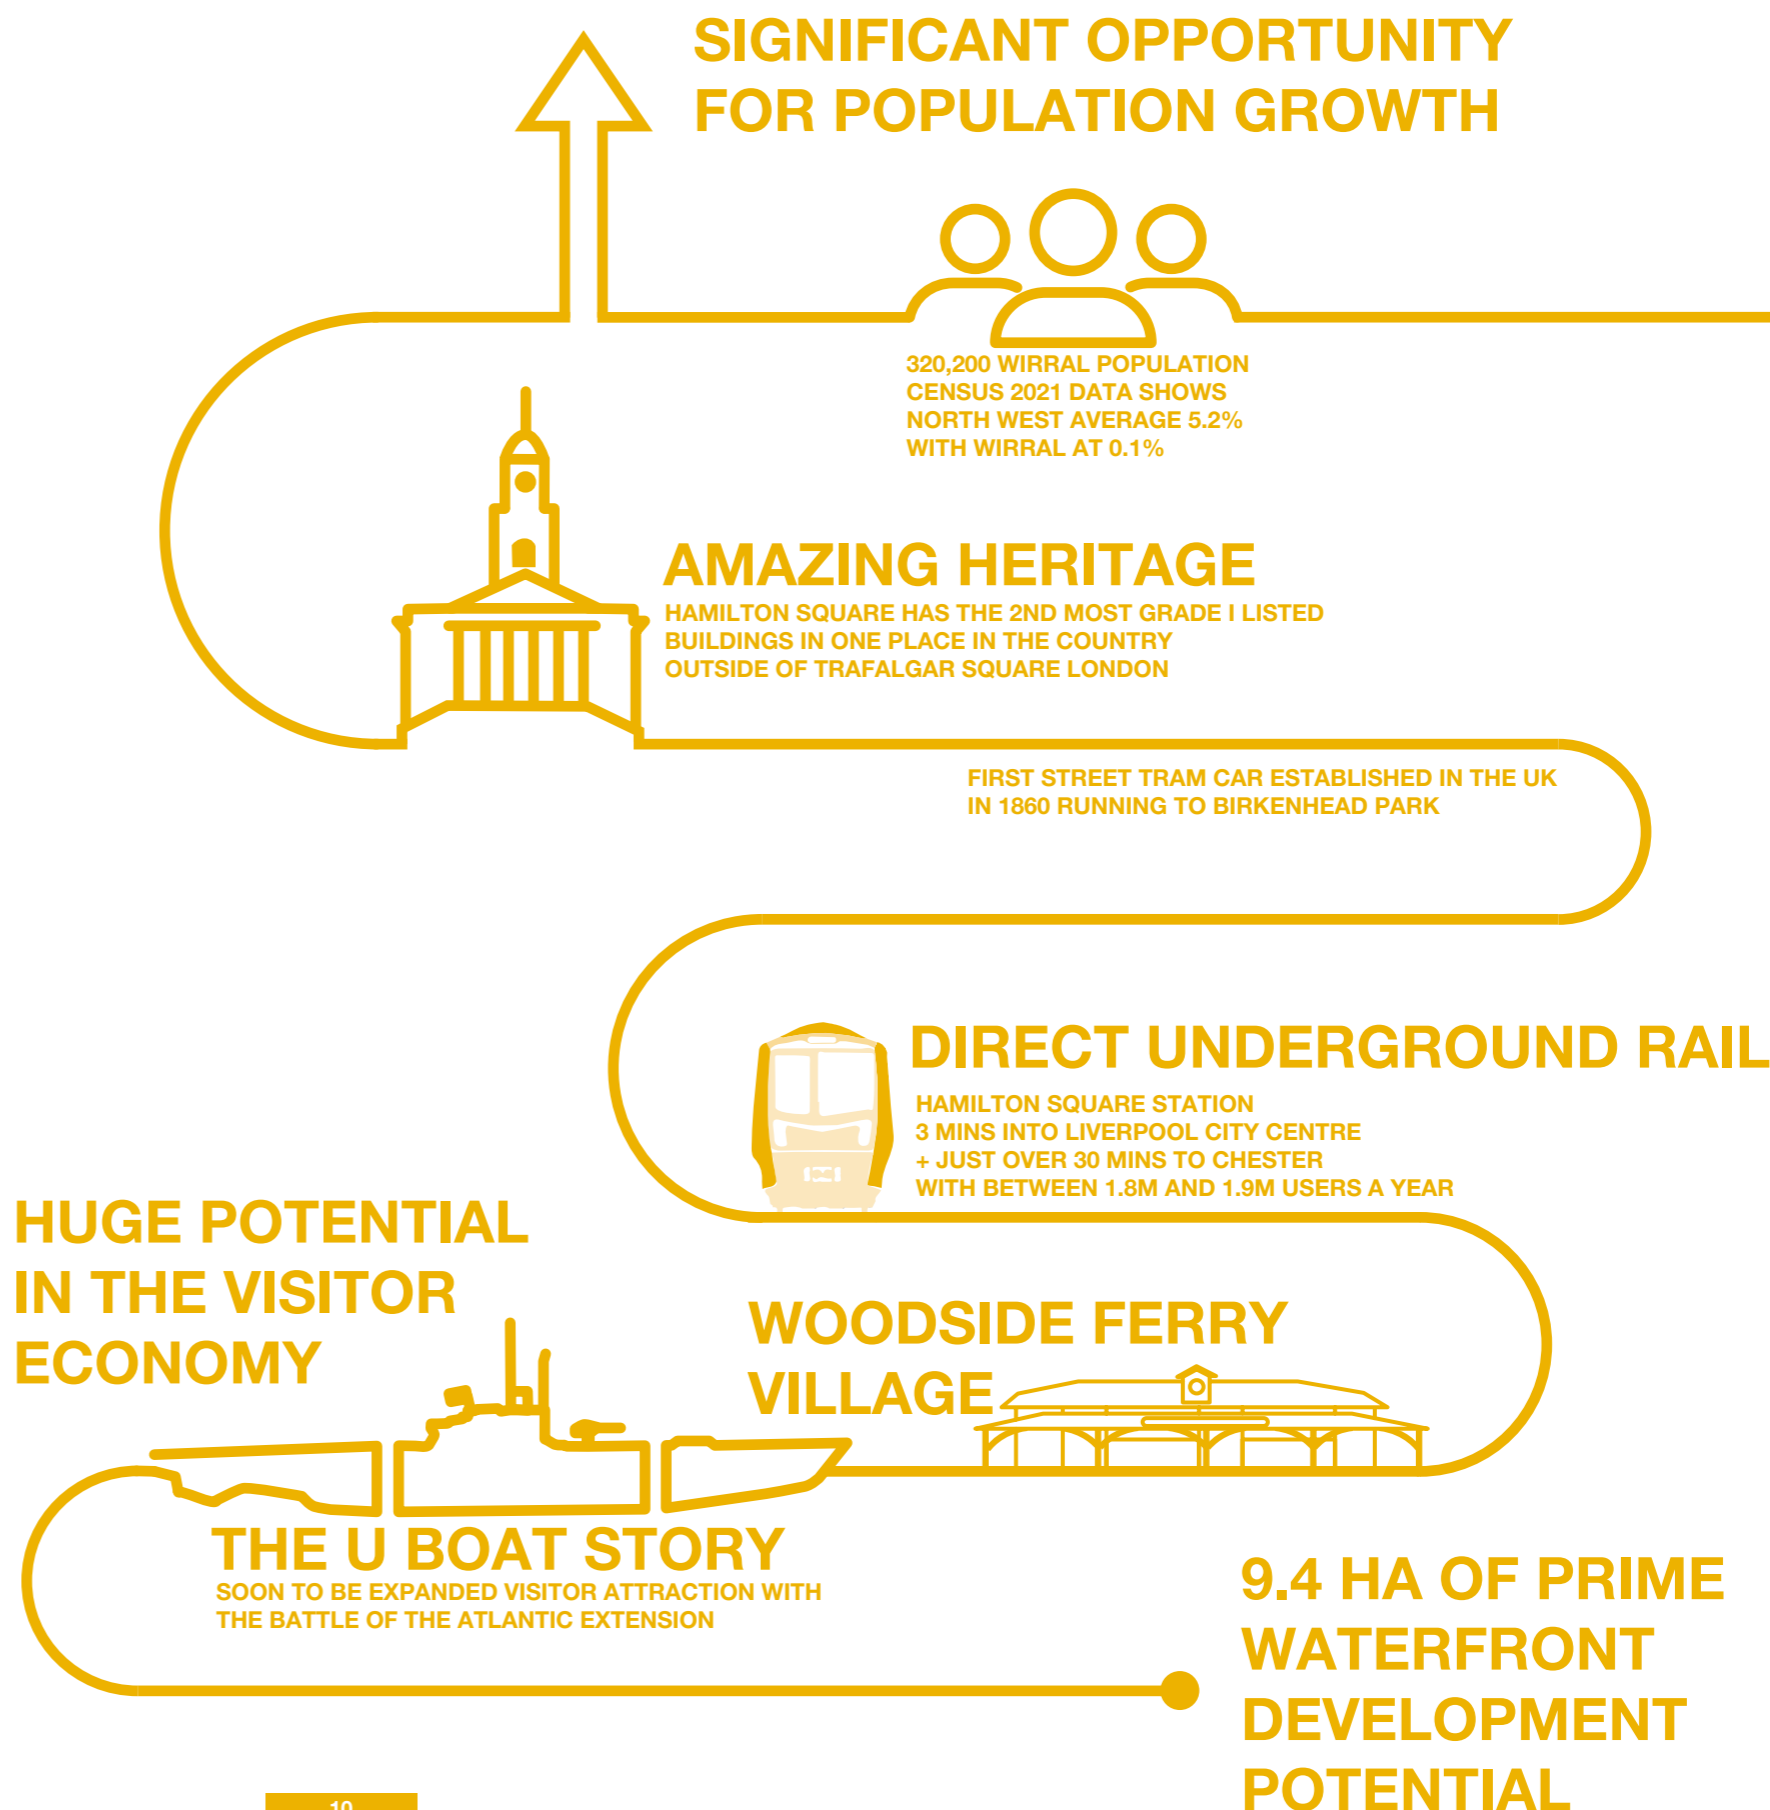 SIGNIFICANT OPPORTUNITY
FOR POPULATION GROWTH
320,200 WIRRAL POPULATION
CENSUS 2021 DATA SHOWS
NORTH WEST AVERAGE 5.2%
WITH WIRRAL AT 0.1%
AMAZING HERITAGE
HAMILTON SQUARE HAS THE 2ND MOST GRADE I LISTED
BUILDINGS IN ONE PLACE IN THE COUNTRY
OUTSIDE OF TRAFALGAR SQUARE LONDON
FIRST STREET TRAM CAR ESTABLISHED IN THE UK
IN 1860 RUNNING TO BIRKENHEAD PARK
DIRECT UNDERGROUND RAIL
HAMILTON SQUARE STATION
3 MINS INTO LIVERPOOL CITY CENTRE
+ JUST OVER 30 MINS TO CHESTER
WITH BETWEEN 1.8M AND 1.9M USERS A YEAR
HUGE POTENTIAL
IN THE VISITOR
ECONOMY
WOODSIDE FERRY
VILLAGE
THE U BOAT STORY
SOON TO BE EXPANDED VISITOR ATTRACTION WITH
THE BATTLE OF THE ATLANTIC EXTENSION
9.4 HA OF PRIME
WATERFRONT
DEVELOPMENT
POTENTIAL
10